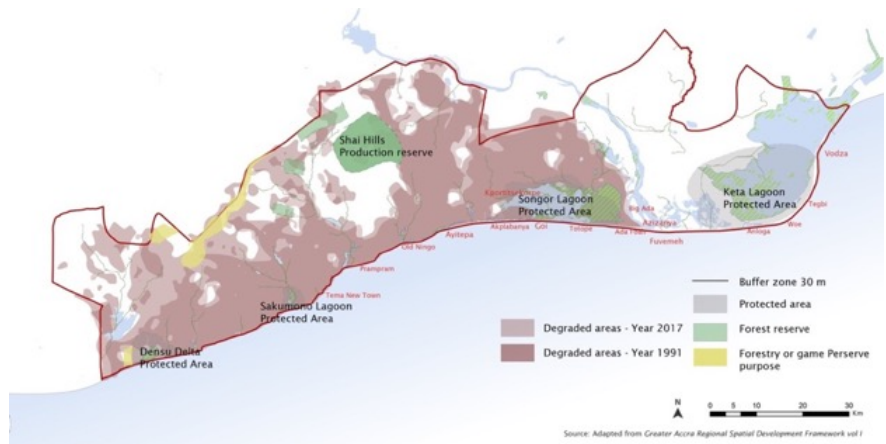 Shai Hills
Production reserve
Songor Lagoon
Protected Area
Keta Lagoon
Protected Area
Vodza
Tegbi
Woe
Anloga
Big Ada
Azizanya
Ada Foah
Fuvemeh
Totope
Goi
Akplabanya
Ayitepa
Old Ningo
Prampram
Tema New Town
Sakumono Lagoon
Protected Area
Densu Delta
Protected Area
Degraded areas - Year 2017
Degraded areas - Year 1991
Buffer zone 30 m
Protected area
Forest reserve
Forestry or game Perserve
purpose
N
0 5 10 20 30
Km
Source: Adapted from Greater Accra Regional Spatial Development Framework vol I